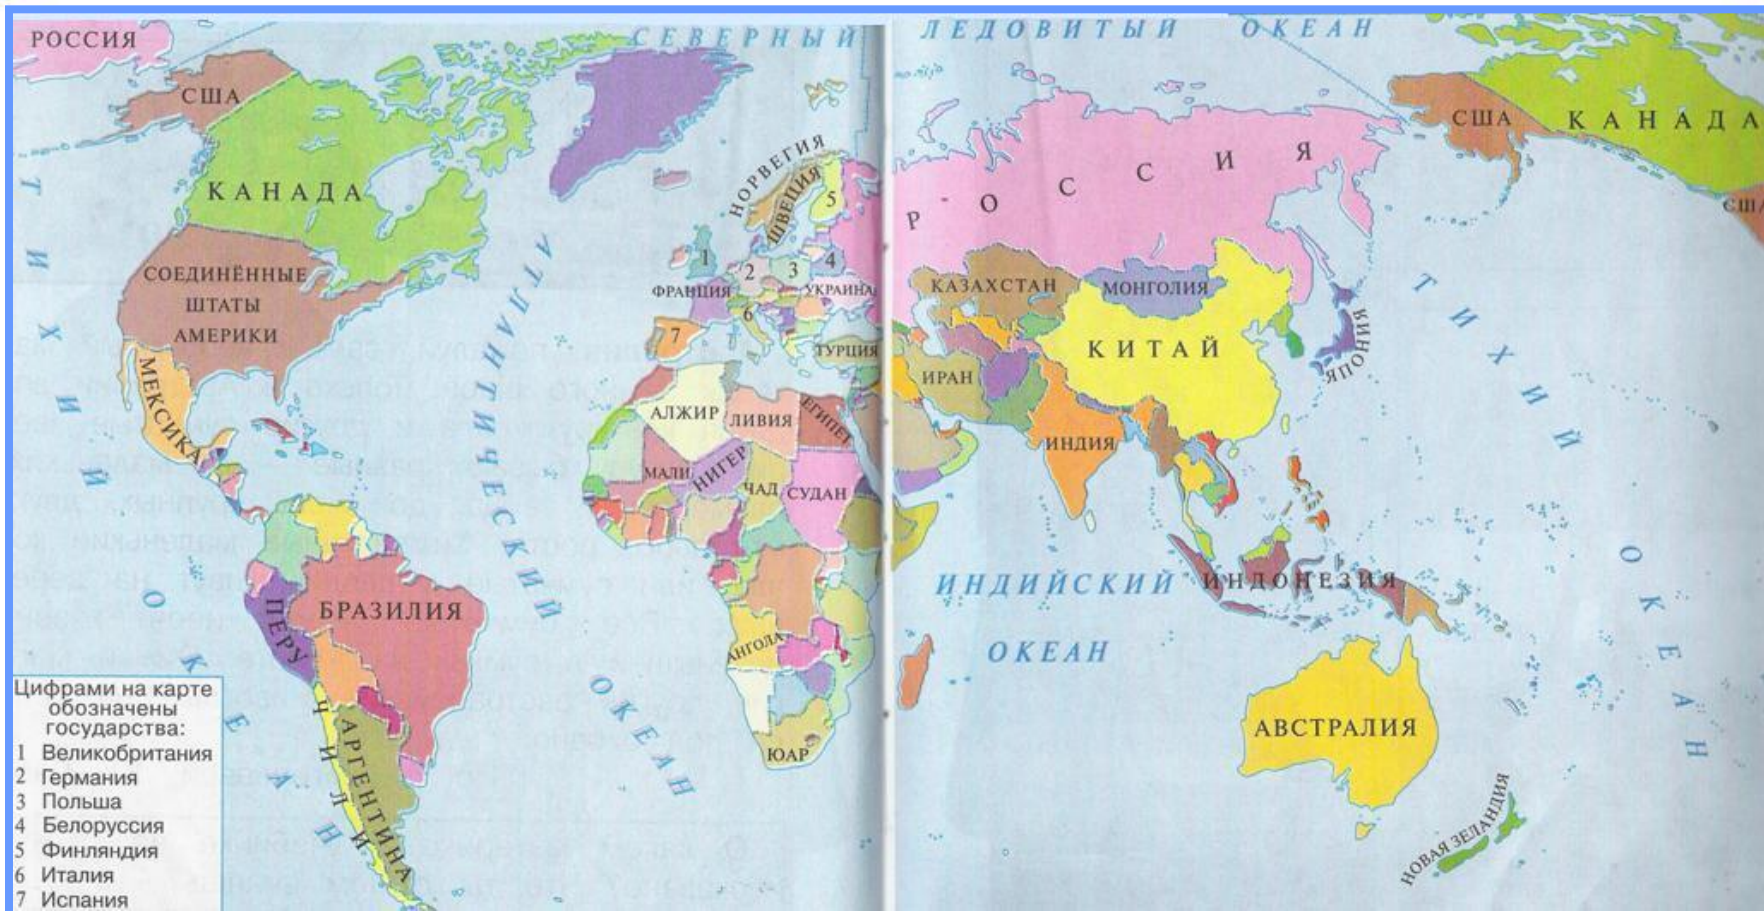 СЕВЕРНЫЙ ЛЕДОВИТЫЙ ОКЕАН
РОССИЯ
США
КАНАДА
СОЕДИНЁННЫЕ
ШТАТЫ
АМЕРИКИ
МЕКСИКА
ТИХИЙ
ОКЕАН
АТЛАНТИЧЕСКИЙ
ОКЕАН
ПЕРУ
БРАЗИЛИЯ
ЧИЛИ
АРГЕНТИНА
НОРВЕГИЯ
ШВЕЦИЯ
5
1
2
3
4
ФРАНЦИЯ
УКРАИНА
6
7
ТУРЦИЯ
АЛЖИР
ЛИВИЯ
ЕГИПЕТ
МАЛИ
НИГЕР
ЧАД
СУДАН
АНГОЛА
ЮАР
РОССИЯ
США
КАНАДА
США
КАЗАХСТАН
МОНГОЛИЯ
КИТАЙ
ЯПОНИЯ
ИРАН
ИНДИЯ
ТИХИЙ
ОКЕАН
ИНДИЙСКИЙ
ОКЕАН
ИНДОНЕЗИЯ
АВСТРАЛИЯ
НОВАЯ ЗЕЛАНДИЯ
Цифрами на карте
обозначены
государства:
1 Великобритания
2 Германия
3 Польша
4 Белоруссия
5 Финляндия
6 Италия
7 Испания